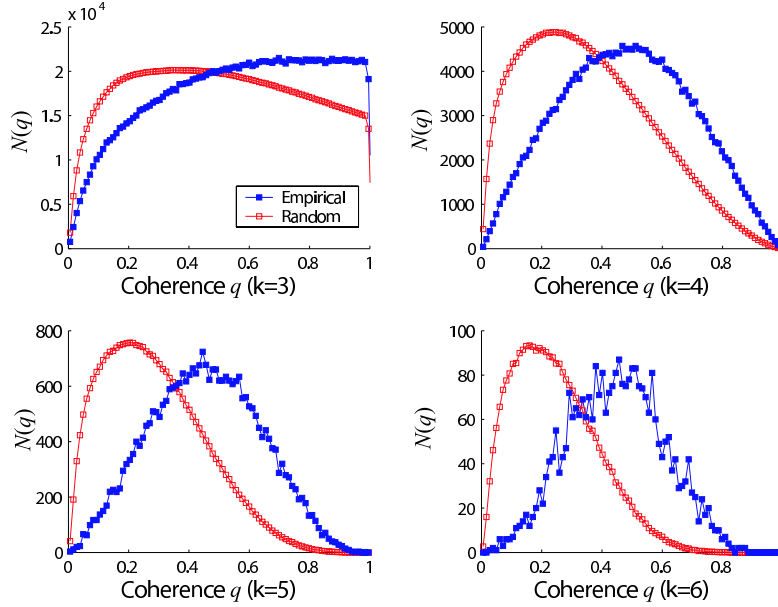 x 10⁴
2.5
2
1.5
1
0.5
0
N(q)
Empirical
Random
0 0.2 0.4 0.6 0.8 1
Coherence q (k=3)
5000
4000
3000
2000
1000
0
N(q)
0 0.2 0.4 0.6 0.8
Coherence q (k=4)
800
600
400
200
0
N(q)
0 0.2 0.4 0.6 0.8 1
Coherence q (k=5)
100
80
60
40
20
0
N(q)
0 0.2 0.4 0.6 0.8
Coherence q (k=6)